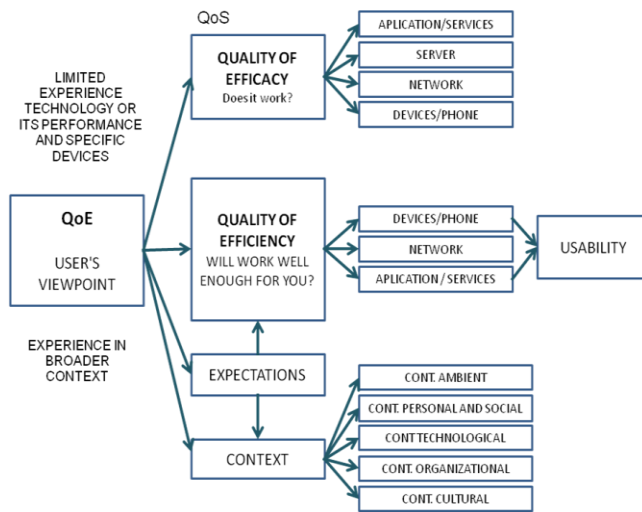 QoS
LIMITED
EXPERIENCE
TECHNOLOGY OR
ITS PERFORMANCE
AND SPECIFIC
DEVICES
QUALITY OF
EFFICACY
Doesit work?
APLICATION/SERVICES
SERVER
NETWORK
DEVICES/PHONE
QoE
USER'S
VIEWPOINT
QUALITY OF
EFFICIENCY
WILL WORK WELL
ENOUGH FOR YOU?
DEVICES/PHONE
NETWORK
APLICATION / SERVICES
USABILITY
EXPERIENCE IN
BROADER
CONTEXT
EXPECTATIONS
CONTEXT
CONT. AMBIENT
CONT. PERSONAL AND SOCIAL
CONT TECHNOLOGICAL
CONT. ORGANIZATIONAL
CONT. CULTURAL